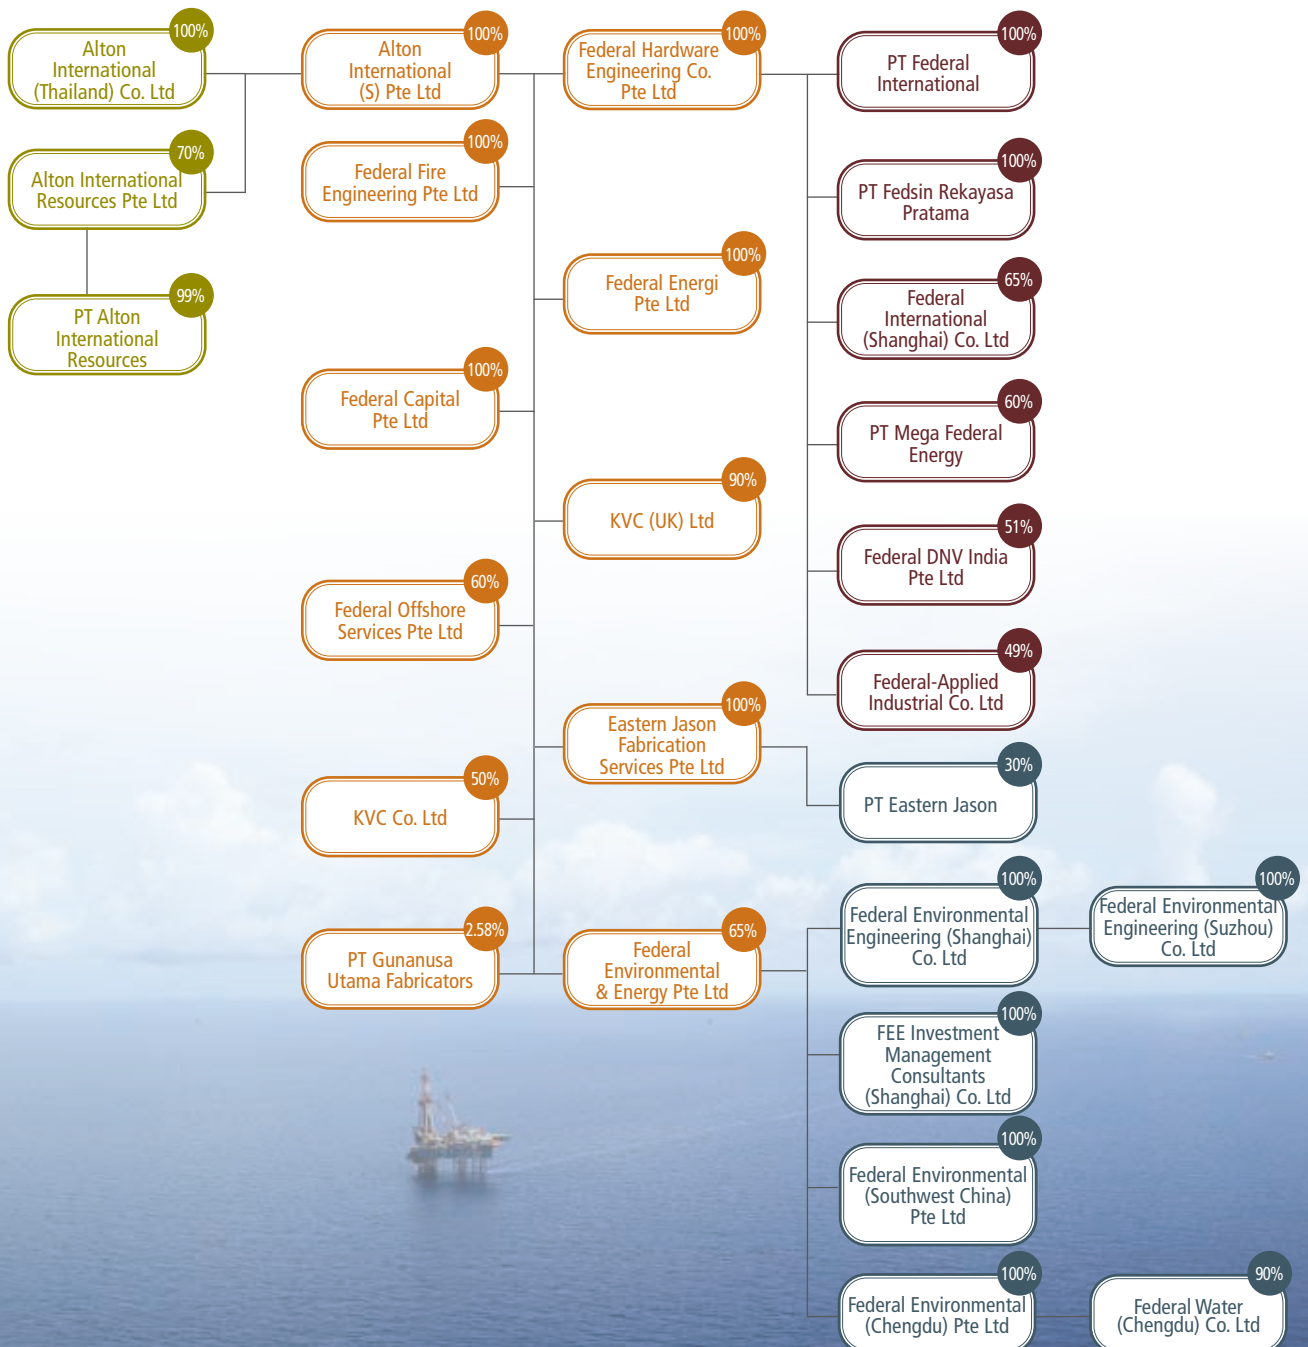 100%
Alton
International
(Thailand) Co. Ltd
70%
Alton International
Resources Pte Ltd
99%
PT Alton
International
Resources
100%
Alton
International
(S) Pte Ltd
100%
Federal Fire
Engineering Pte Ltd
100%
Federal Capital
Pte Ltd
60%
Federal Offshore
Services Pte Ltd
50%
KVC Co. Ltd
2.58%
PT Gunanusa
Utama Fabricators
100%
Federal Hardware
Engineering Co.
Pte Ltd
100%
Federal Energi
Pte Ltd
90%
KVC (UK) Ltd
100%
Eastern Jason
Fabrication
Services Pte Ltd
65%
Federal
Environmental
& Energy Pte Ltd
100%
PT Federal
International
100%
PT Fedsin Rekayasa
Pratama
65%
Federal
International
(Shanghai) Co. Ltd
60%
PT Mega Federal
Energy
51%
Federal DNV India
Pte Ltd
49%
Federal-Applied
Industrial Co. Ltd
30%
PT Eastern Jason
100%
Federal Environmental
Engineering (Shanghai)
Co. Ltd
100%
Federal Environmental
Engineering (Suzhou)
Co. Ltd
100%
FEE Investment
Management
Consultants
(Shanghai) Co. Ltd
100%
Federal Environmental
(Southwest China)
Pte Ltd
100%
Federal Environmental
(Chengdu) Pte Ltd
90%
Federal Water
(Chengdu) Co. Ltd